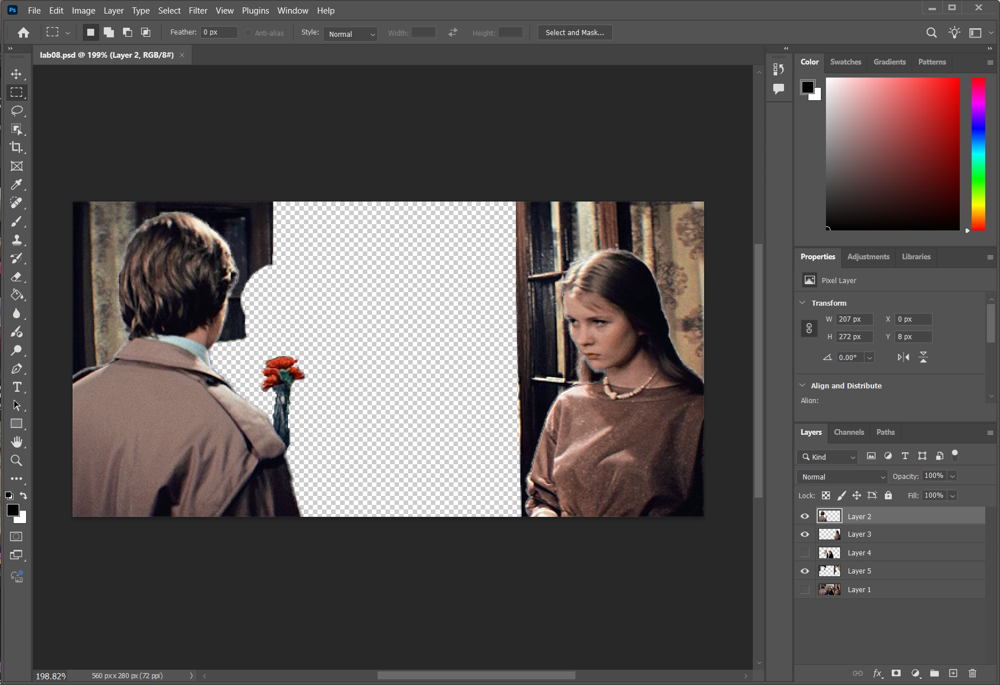 Ps File Edit Image Layer Type Select Filter View Plugins Window Help
Feather: 0 px Anti-alias Style: Normal Width: Height: Select and Mask...
lab08.psd @ 199% (Layer 2, RGB/8#)
Color Swatches Gradients Patterns
Properties Adjustments Libraries
Pixel Layer
Transform
W 207 px X 0 px
H 272 px Y 8 px
0.00°
Align and Distribute
Align:
Layers Channels Paths
Kind
Normal Opacity: 100%
Lock: Fill: 100%
Layer 2
Layer 3
Layer 4
Layer 5
Layer 1
fx
198.82% 560 px x 280 px (72 ppi)